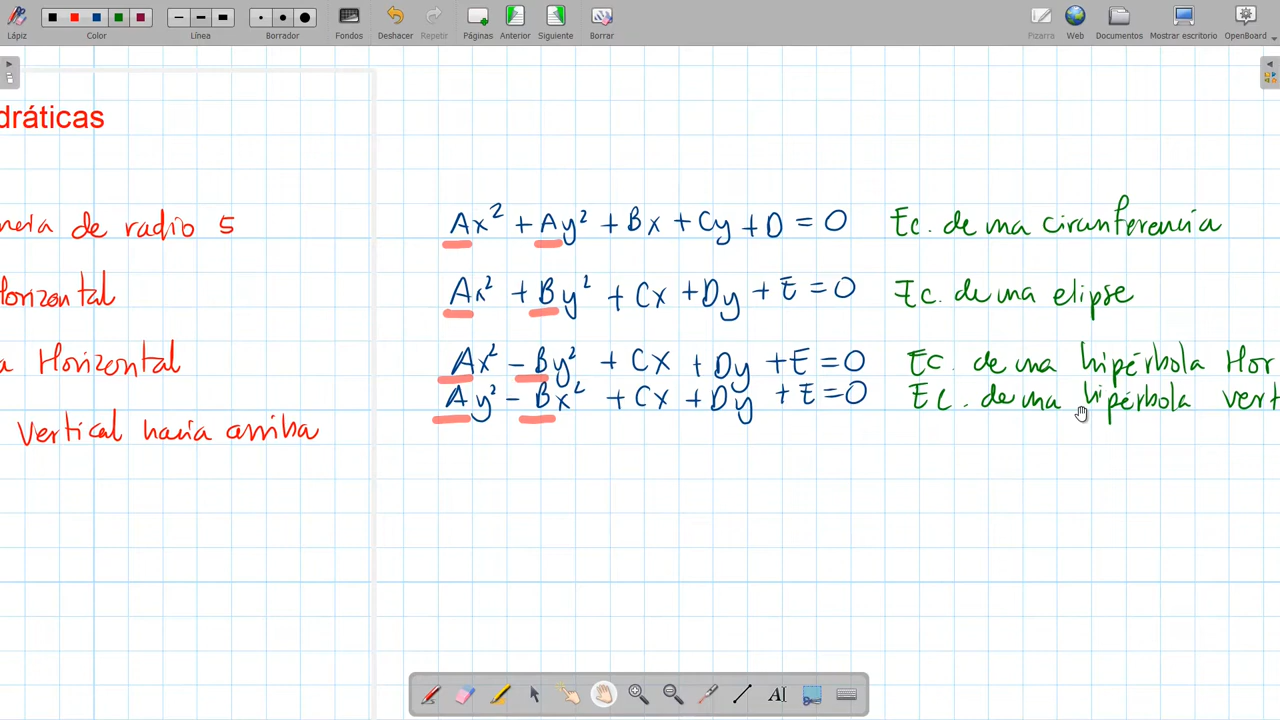 Lápiz Color Línea Borrador Fondos Deshacer Repetir Páginas Anterior Siguiente Borrar Pizarra Web Documentos Mostrar escritorio OpenBoard
dráticas
ncia de radio 5
Ax² + Ay² + Bx + Cy + D = 0 Ec. de una circunferencia
Horizontal
Ax² + By² + Cx + Dy + E = 0 Ec. de una elipse
a Horizontal
Ax² - By² + Cx + Dy + E = 0 Ec. de una hipérbola Hor
Ay² - Bx² + Cx + Dy + E = 0 Ec. de una hipérbola vert
Vertical hacia arriba
AI